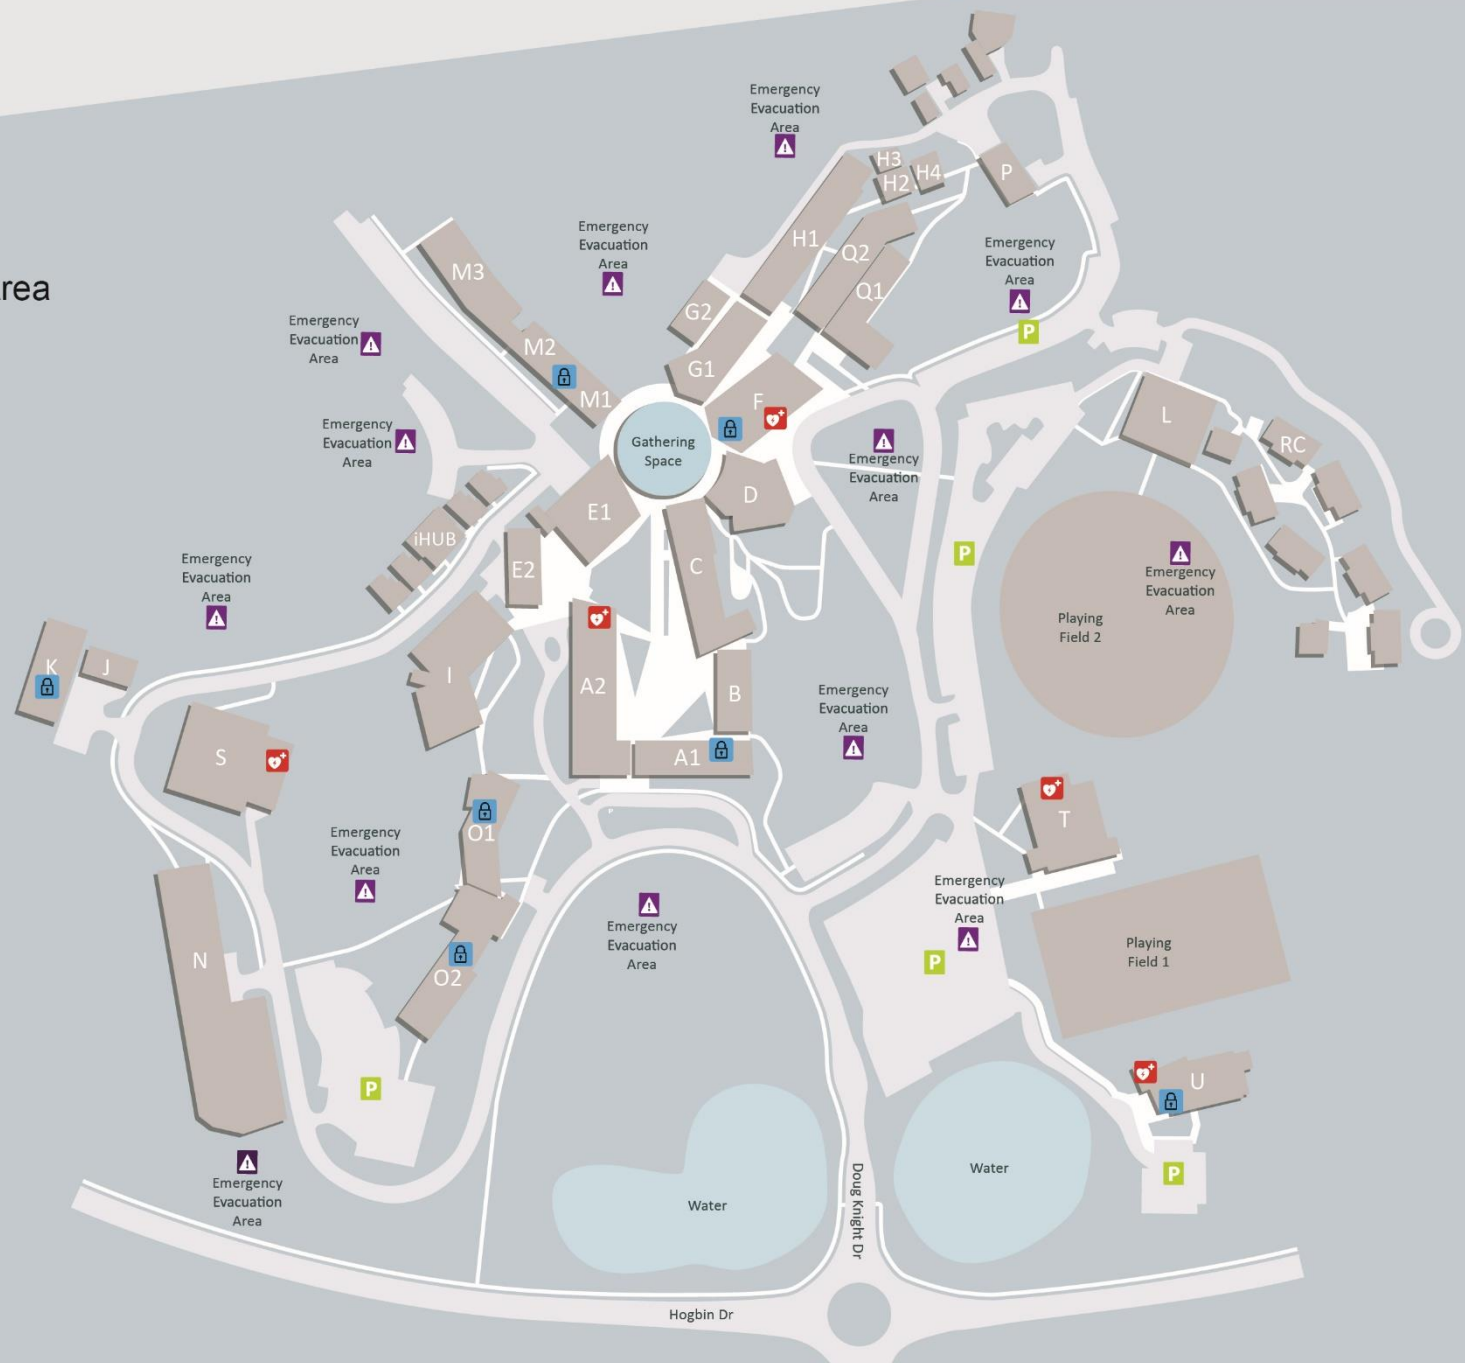 Emergency
Evacuation
Area
H3
H2
H4
P
Emergency
Evacuation
Area
H1
Q2
Q1
Emergency
Evacuation
Area
M3
rea
G2
Emergency
Evacuation
Area
M2
P
G1
M1
F
L
Emergency
Evacuation
Area
Gathering
Space
Emergency
Evacuation
Area
RC
D
E1
iHUB
P
E2
C
Emergency
Evacuation
Area
Emergency
Evacuation
Area
Playing
Field 2
K
J
I
A2
B
Emergency
Evacuation
Area
S
A1
T
O1
Emergency
Evacuation
Area
Emergency
Evacuation
Area
Emergency
Evacuation
Area
N
O2
P
Playing
Field 1
P
U
Water
P
Emergency
Evacuation
Area
Water
Doug Knight Dr
Hogbin Dr